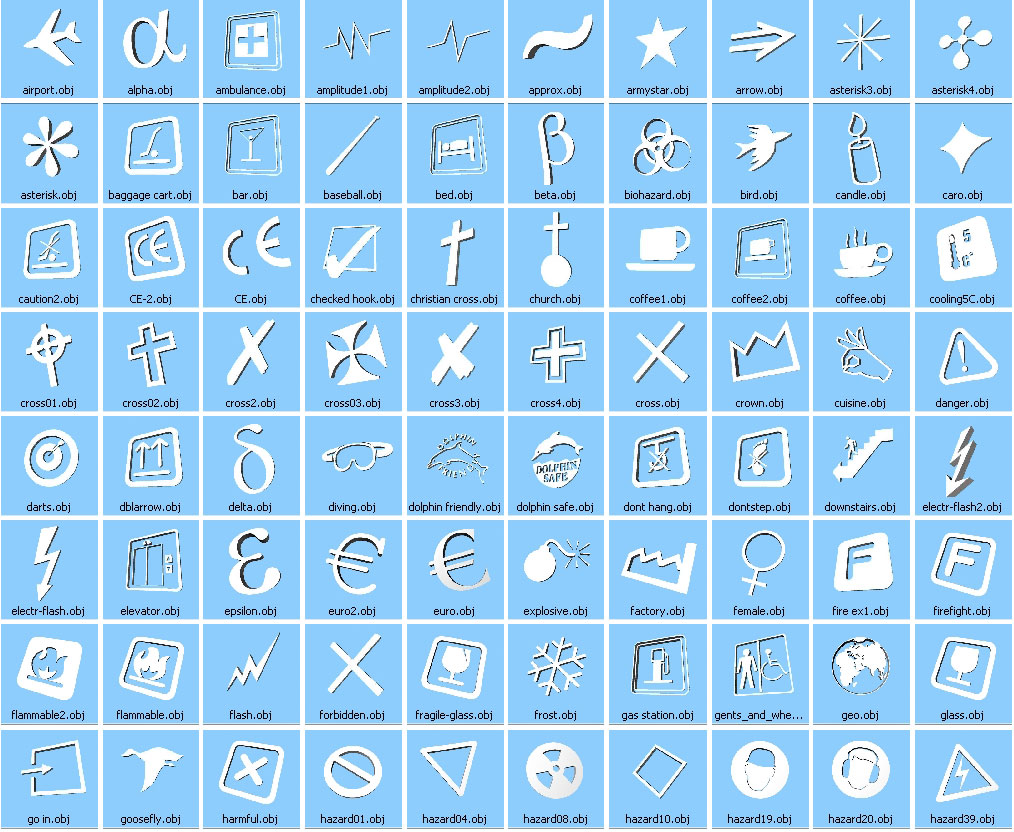 airport.obj
alpha.obj
ambulance.obj
amplitude1.obj
amplitude2.obj
approx.obj
armystar.obj
arrow.obj
asterisk3.obj
asterisk4.obj
asterisk.obj
baggage cart.obj
bar.obj
baseball.obj
bed.obj
beta.obj
biohazard.obj
bird.obj
candle.obj
caro.obj
CE
5
6 C
caution2.obj
CE-2.obj
CE.obj
checked hook.obj
christian cross.obj
church.obj
coffee1.obj
coffee2.obj
coffee.obj
cooling5C.obj
cross01.obj
cross02.obj
cross2.obj
cross03.obj
cross3.obj
cross4.obj
cross.obj
crown.obj
cuisine.obj
danger.obj
DOLPHIN
FRIENDLY
DOLPHIN
SAFE
darts.obj
dblarrow.obj
delta.obj
diving.obj
dolphin friendly.obj
dolphin safe.obj
dont hang.obj
dontstep.obj
downstairs.obj
electr-flash2.obj
F
F
electr-flash.obj
elevator.obj
epsilon.obj
euro2.obj
euro.obj
explosive.obj
factory.obj
female.obj
fire ex1.obj
firefight.obj
flammable2.obj
flammable.obj
flash.obj
forbidden.obj
fragile-glass.obj
frost.obj
gas station.obj
gents_and_whe...
geo.obj
glass.obj
go in.obj
goosefly.obj
harmful.obj
hazard01.obj
hazard04.obj
hazard08.obj
hazard10.obj
hazard19.obj
hazard20.obj
hazard39.obj